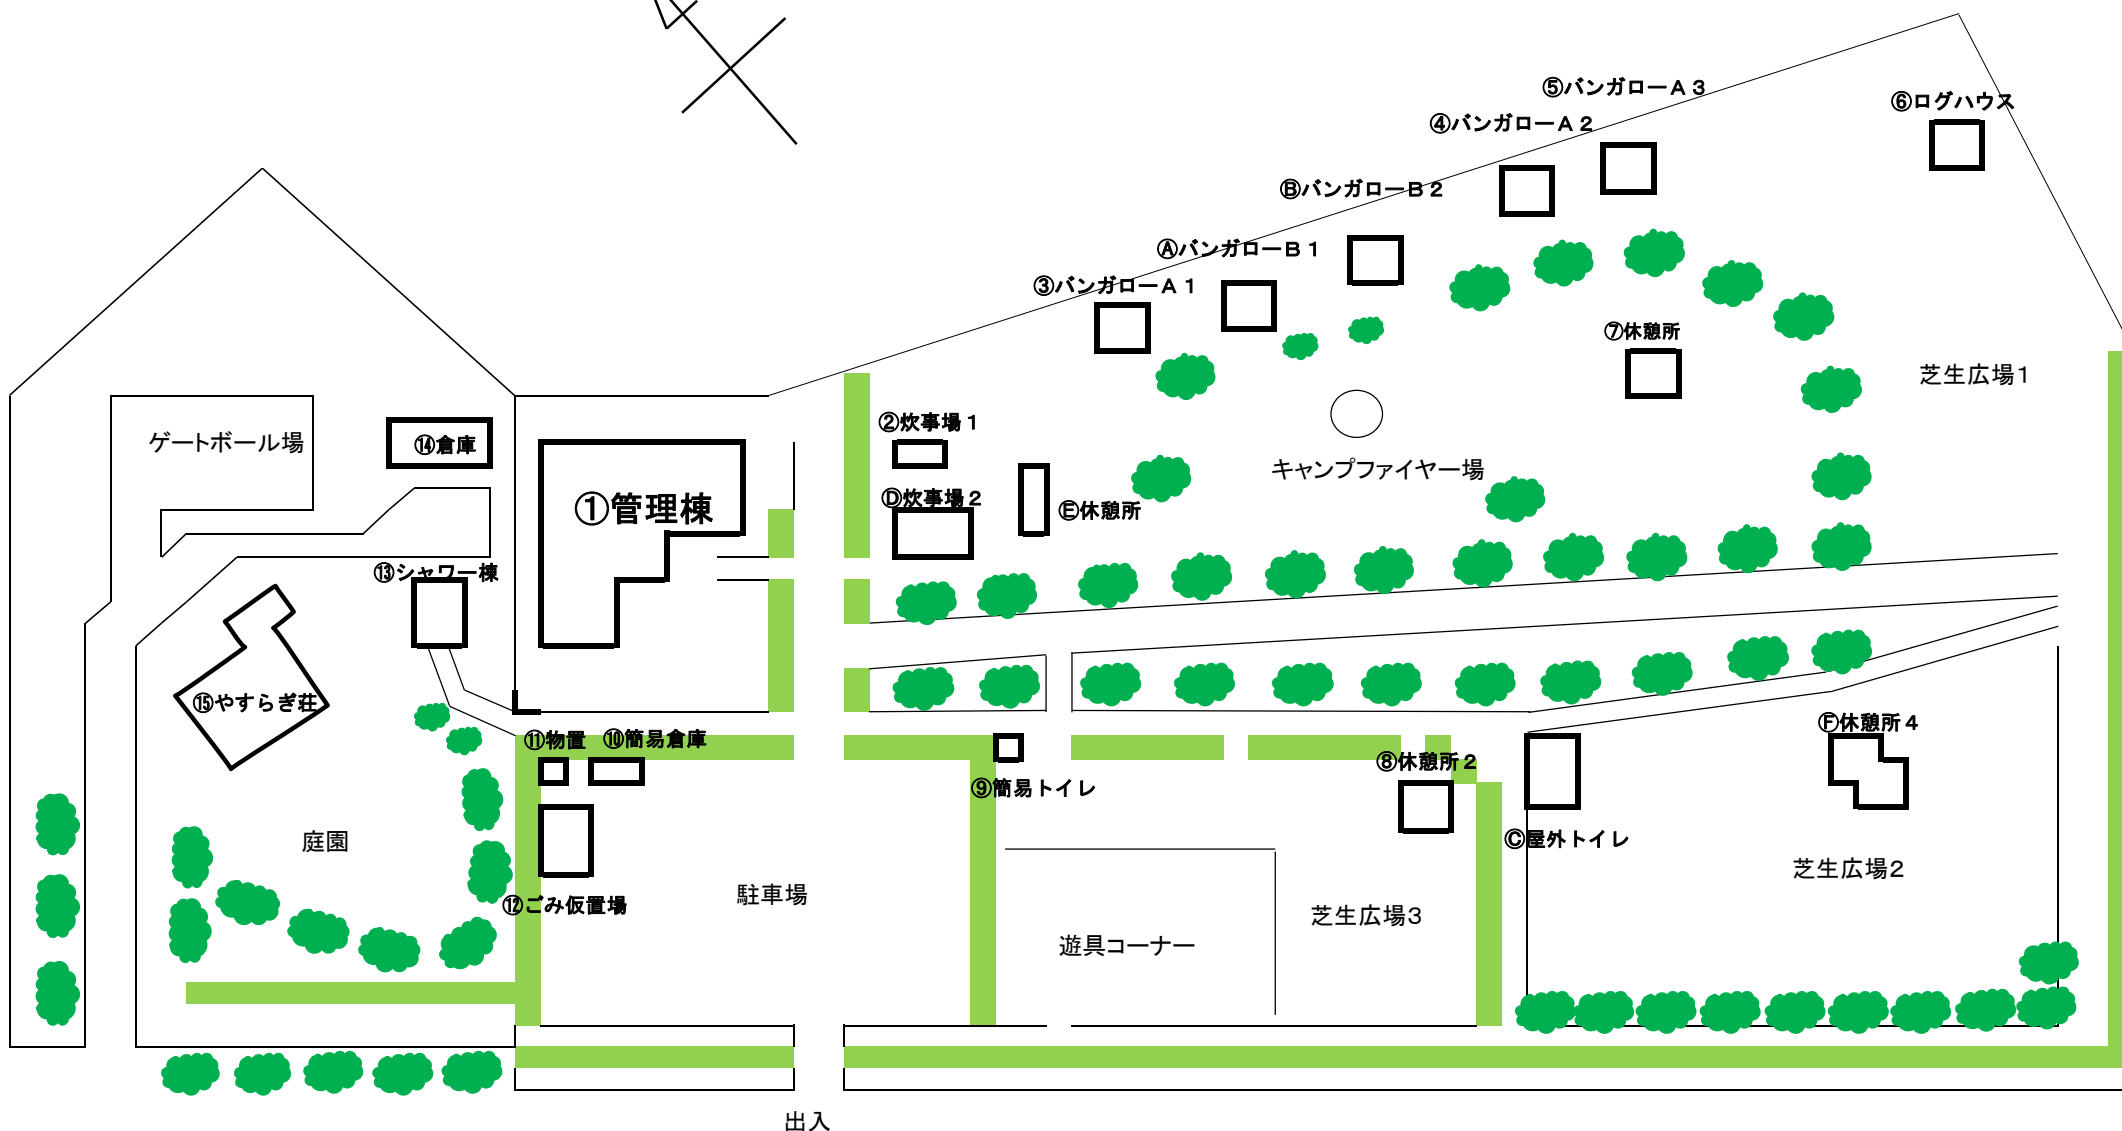 ⑤バンガローA3
⑥ログハウス
④バンガローA2
ⒷバンガローB2
ⒶバンガローB1
③バンガローA1
⑦休憩所
芝生広場1
②炊事場1
ゲートボール場
⑭倉庫
キャンプファイヤー場
①管理棟
Ⓓ炊事場2
Ⓔ休憩所
⑬シャワー棟
⑮やすらぎ荘
Ⓕ休憩所4
⑪物置
⑩簡易倉庫
⑧休憩所2
⑨簡易トイレ
Ⓒ屋外トイレ
庭園
芝生広場2
駐車場
⑫ごみ仮置場
芝生広場3
遊具コーナー
出入